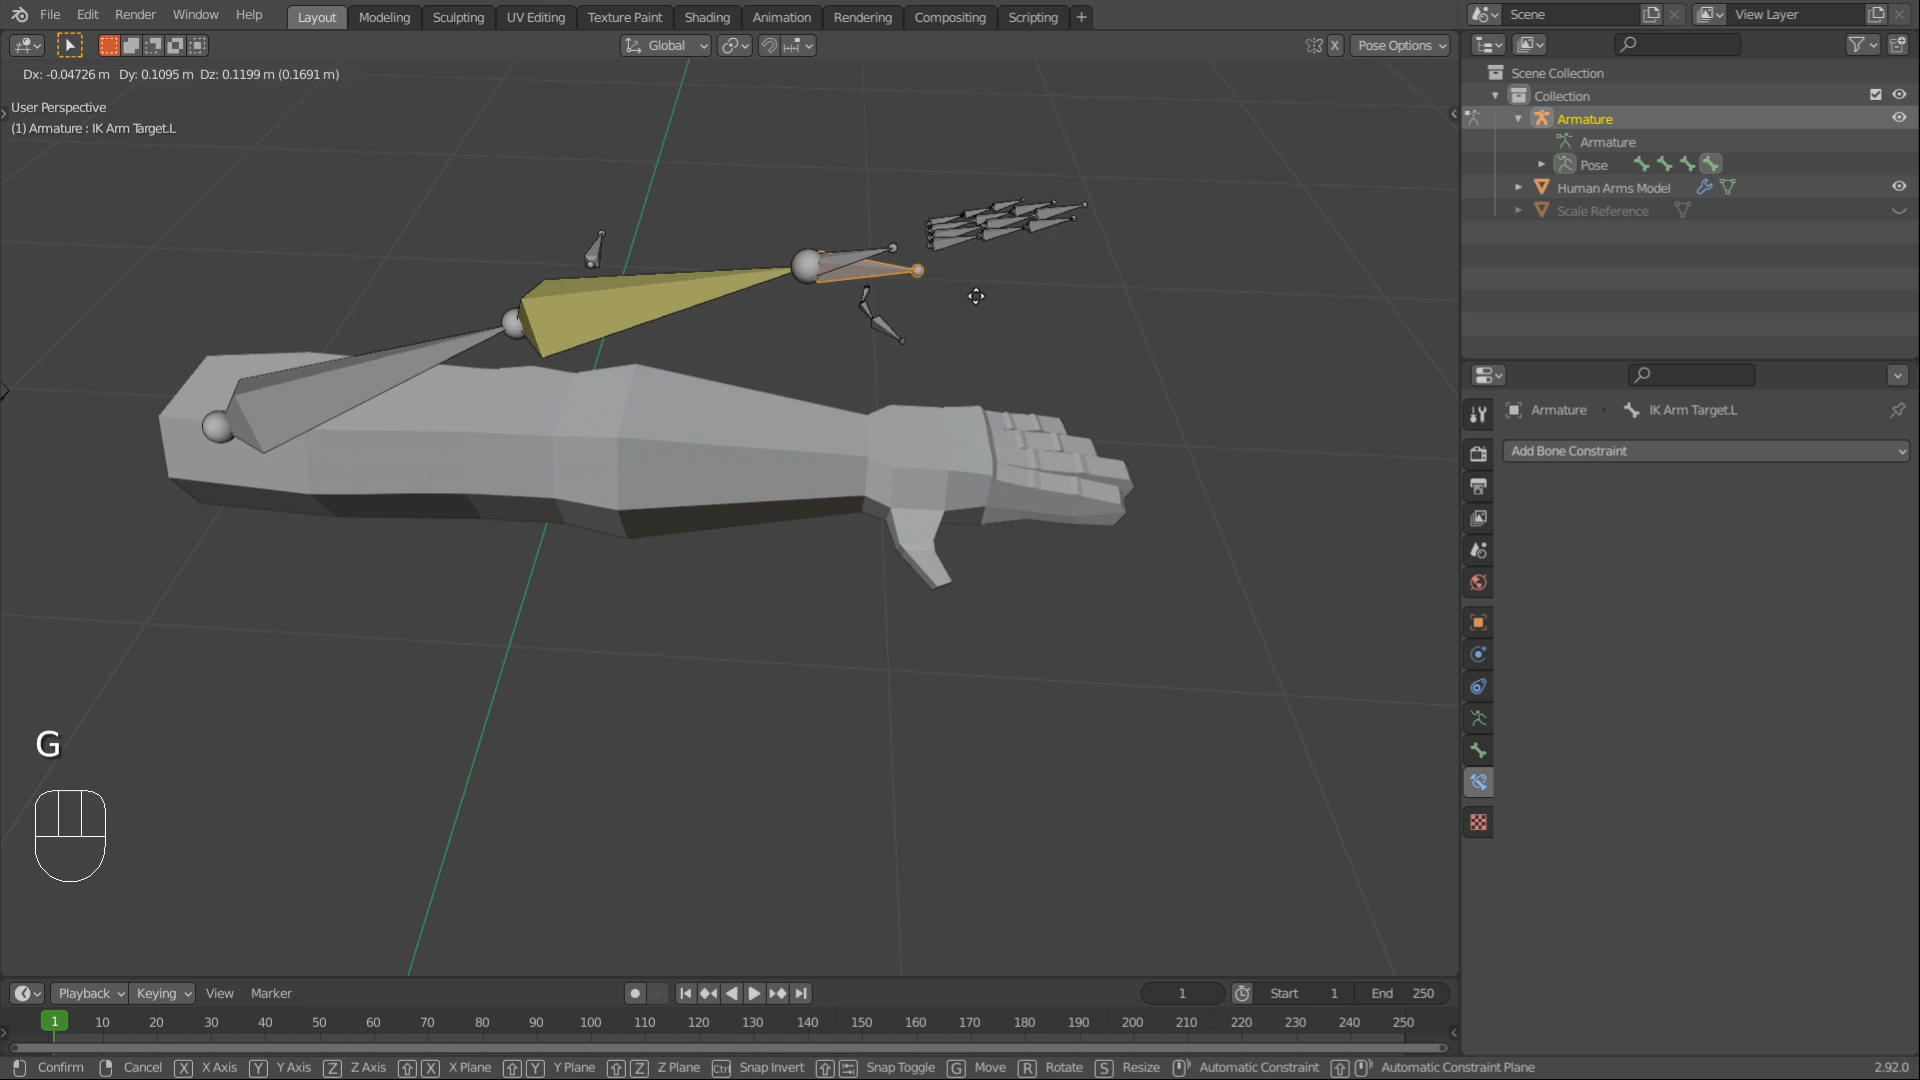 File Edit Render Window Help Layout Modeling Sculpting UV Editing Texture Paint Shading Animation Rendering Compositing Scripting + Scene View Layer
Global X Pose Options
Dx: -0.04726 m Dy: 0.1095 m Dz: 0.1199 m (0.1691 m)
User Perspective
(1) Armature : IK Arm Target.L
Scene Collection
Collection
Armature
Armature
Pose
Human Arms Model
Scale Reference
Armature IK Arm Target.L
Add Bone Constraint
G
Playback Keying View Marker 1 Start 1 End 250
1 10 20 30 40 50 60 70 80 90 100 110 120 130 140 150 160 170 180 190 200 210 220 230 240 250
Confirm Cancel X X Axis Y Y Axis Z Z Axis X X Plane Y Y Plane Z Z Plane Ctrl Snap Invert Snap Toggle G Move R Rotate S Resize Automatic Constraint Automatic Constraint Plane 2.92.0